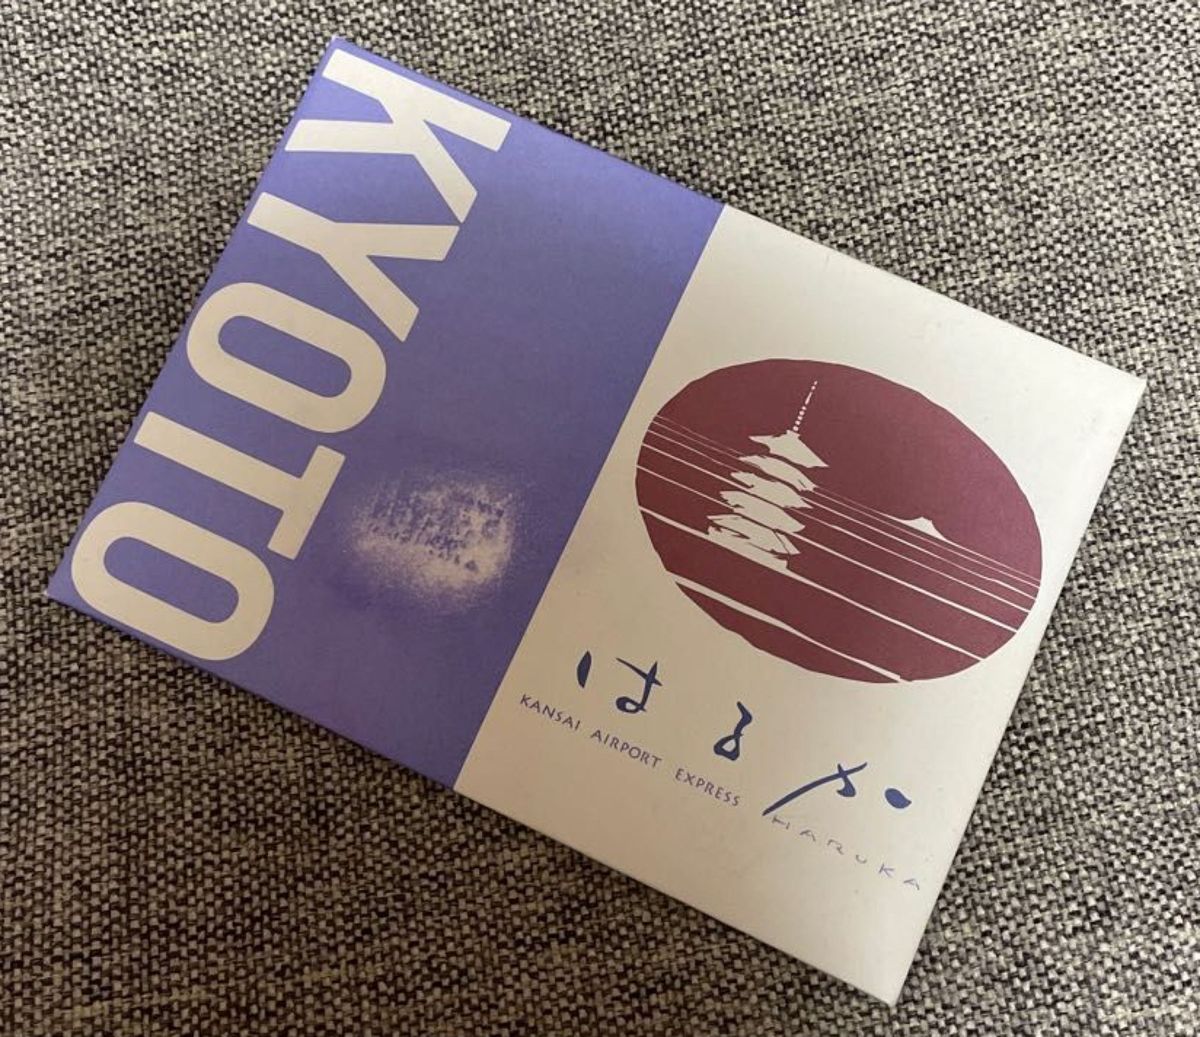 KYOTO
はるか
KANSAI AIRPORT EXPRESS
HARUKA